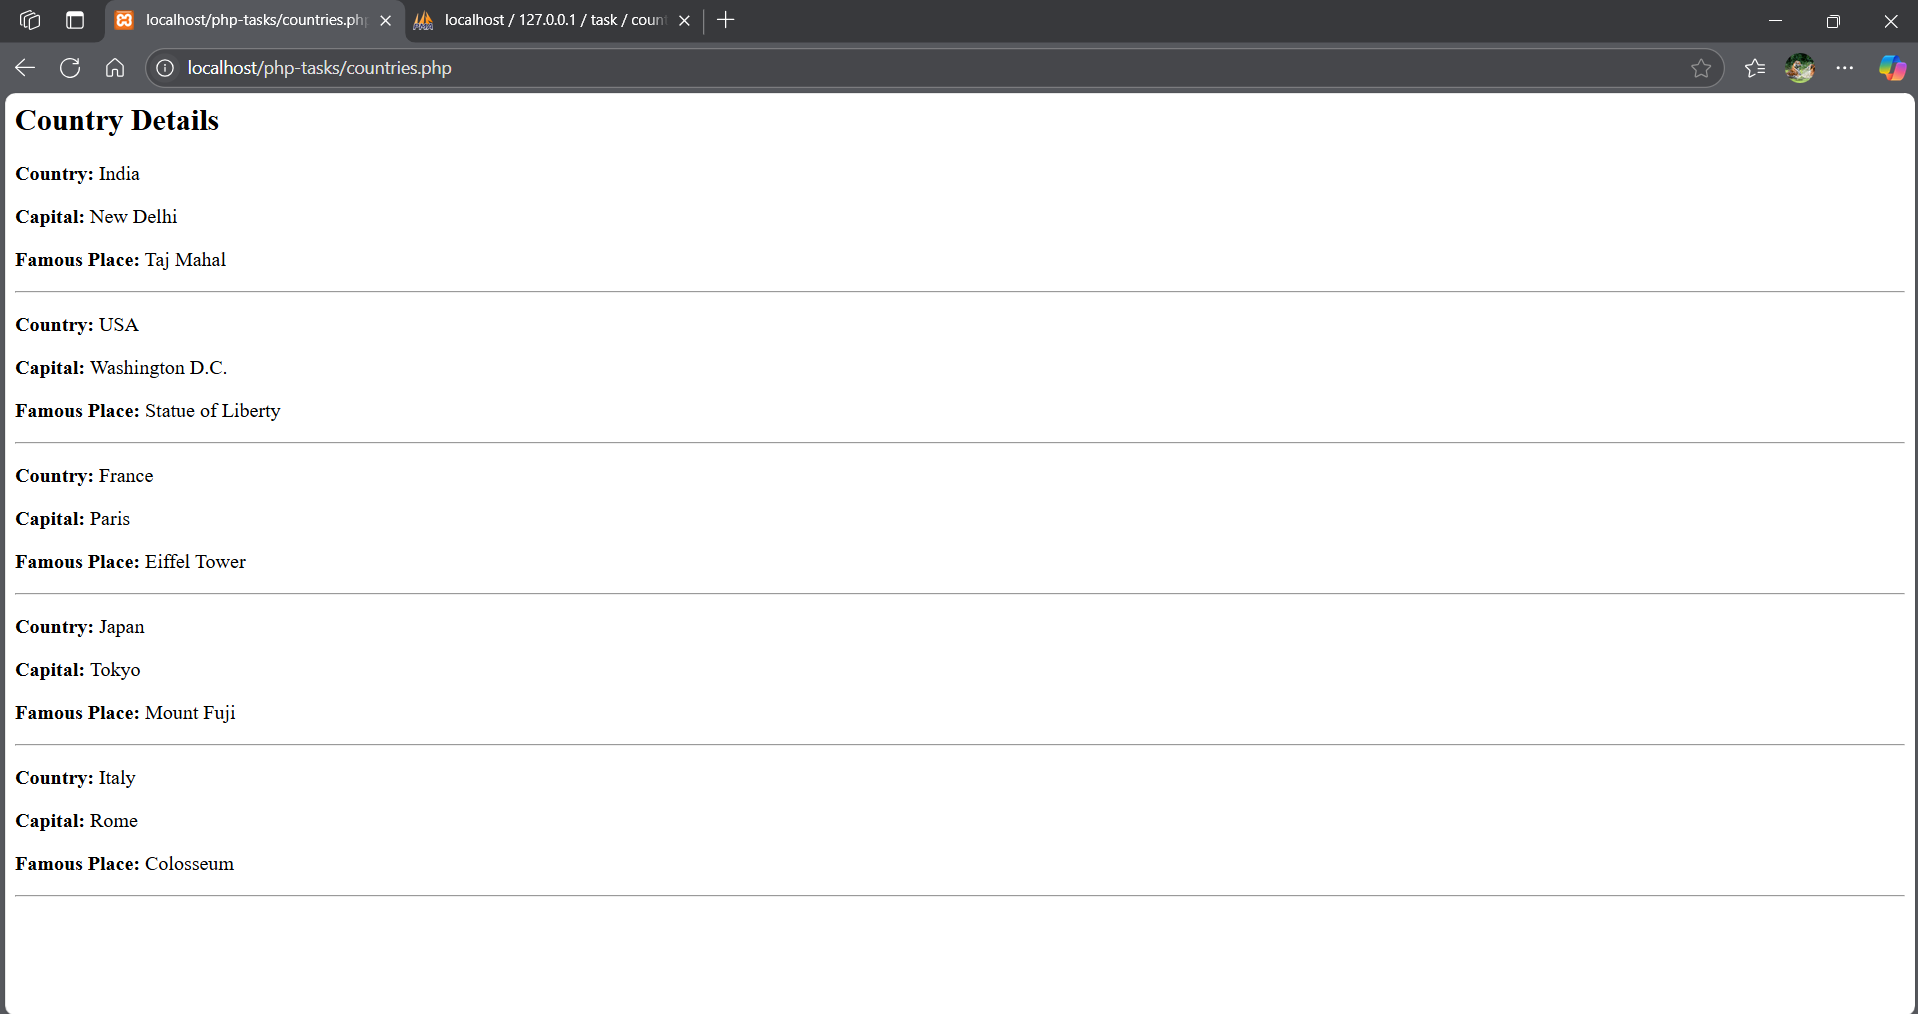 localhost/php-tasks/countries.ph
localhost / 127.0.0.1 / task / coun
localhost/php-tasks/countries.php
Country Details
Country: India
Capital: New Delhi
Famous Place: Taj Mahal
Country: USA
Capital: Washington D.C.
Famous Place: Statue of Liberty
Country: France
Capital: Paris
Famous Place: Eiffel Tower
Country: Japan
Capital: Tokyo
Famous Place: Mount Fuji
Country: Italy
Capital: Rome
Famous Place: Colosseum